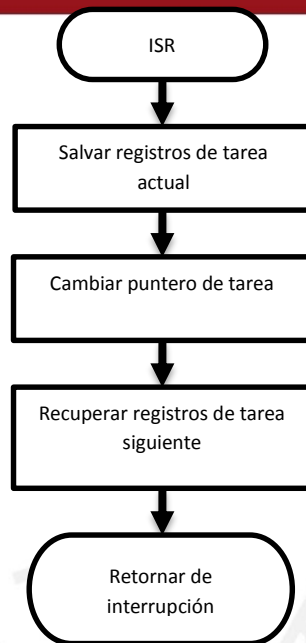 ISR
Salvar registros de tarea
actual
Cambiar puntero de tarea
Recuperar registros de tarea
siguiente
Retornar de
interrupción